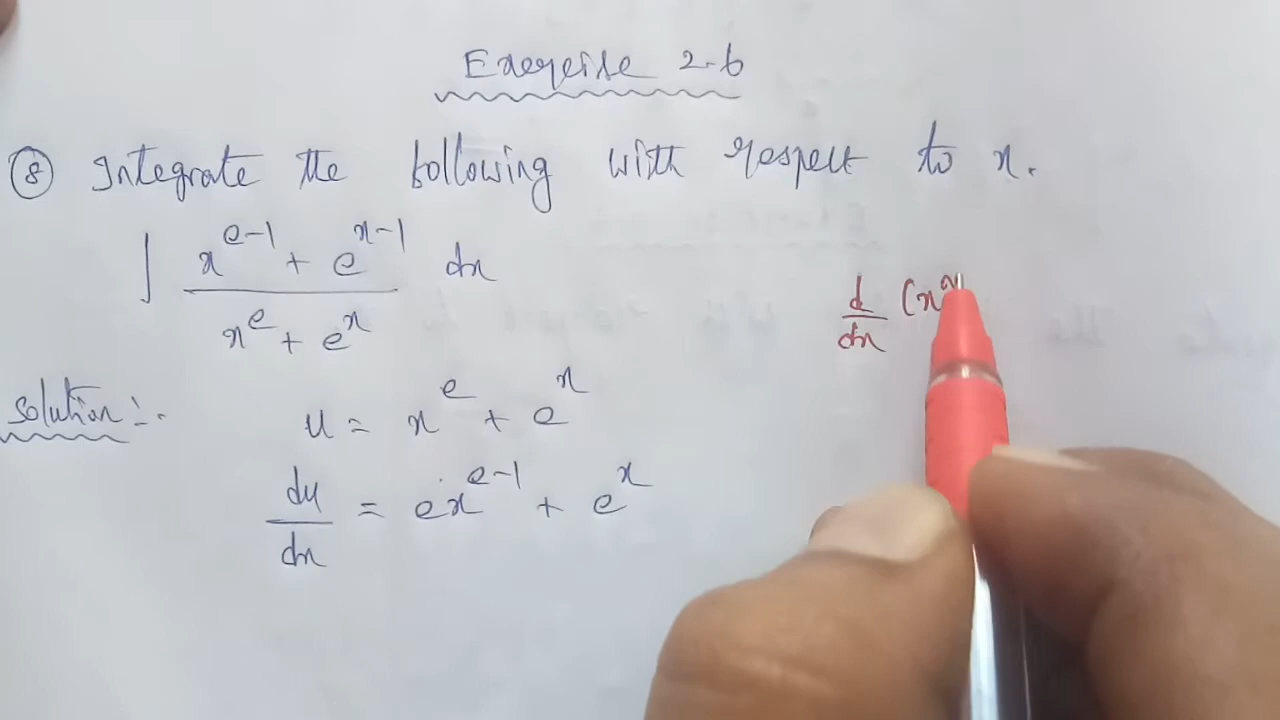 Exercise 2.6
⑧ Integrate the following with respect to x.
∫ (x^(e-1) + e^(x-1)) / (x^e + e^x) dx
d/dx (x^n
Solution:-
u = x^e + e^x
du/dx = ex^(e-1) + e^x